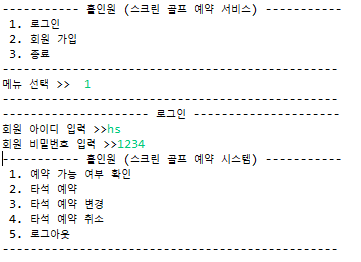 ----------- 홀인원 (스크린 골프 예약 서비스) -----------
1. 로그인
2. 회원 가입
3. 종료
-------------------------------------------------
메뉴 선택 >> 1
-------------------------------------------------
---------------------- 로그인 ---------------------
회원 아이디 입력 >>hs
회원 비밀번호 입력 >>1234
----------- 홀인원 (스크린 골프 예약 시스템) -----------
1. 예약 가능 여부 확인
2. 타석 예약
3. 타석 예약 변경
4. 타석 예약 취소
5. 로그아웃
-------------------------------------------------